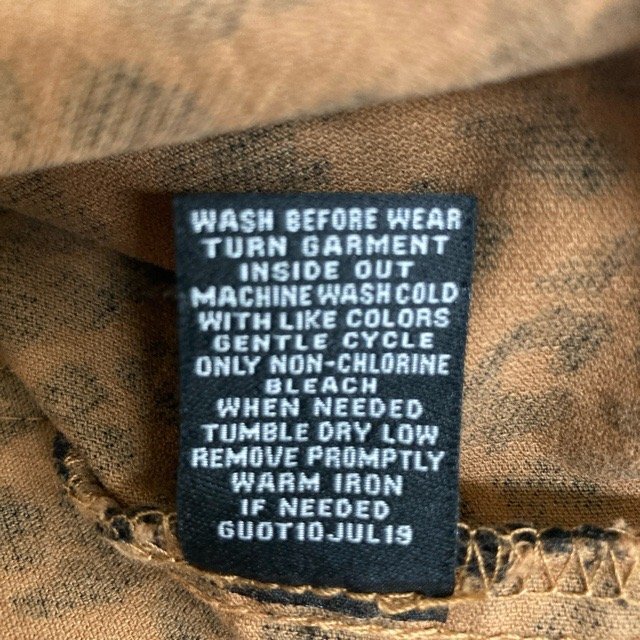 WASH BEFORE WEAR
TURN GARMENT
INSIDE OUT
MACHINE WASH COLD
WITH LIKE COLORS
GENTLE CYCLE
ONLY NON-CHLORINE
BLEACH
WHEN NEEDED
TUMBLE DRY LOW
REMOVE PROMPTLY
WARM IRON
IF NEEDED
GUOT10JUL19